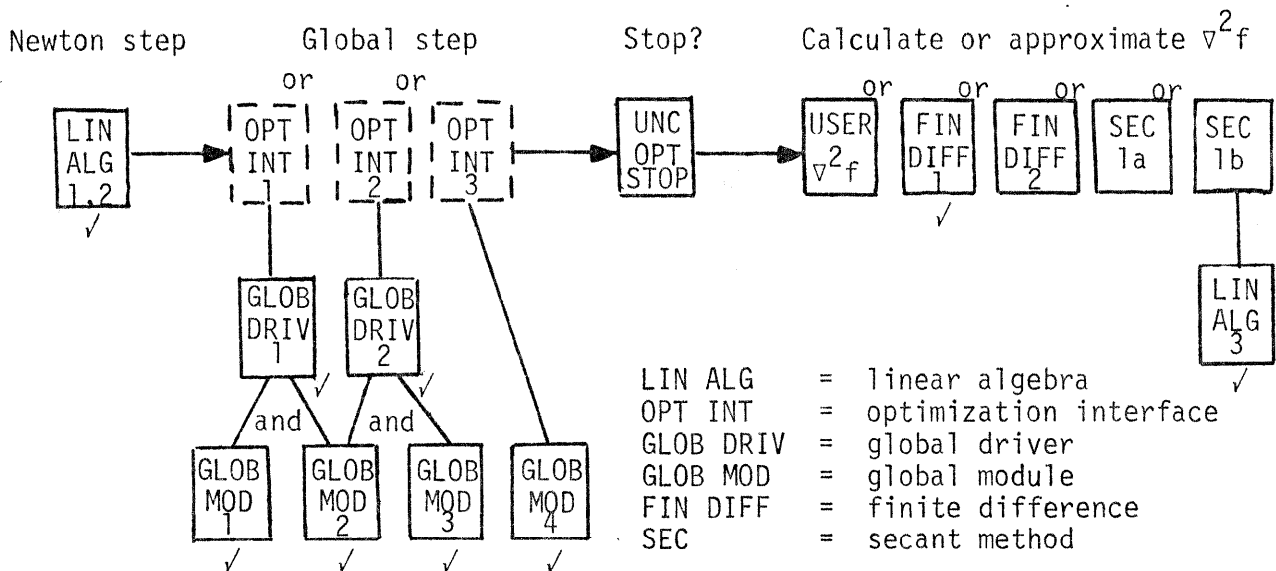 Newton step Global step Stop? Calculate or approximate ∇²f
or or or or or or
LIN ALG 1,2
OPT INT 1
OPT INT 2
OPT INT 3
UNC OPT STOP
USER ∇²f
FIN DIFF 1
FIN DIFF 2
SEC 1a
SEC 1b
✓ ✓
GLOB DRIV 1
GLOB DRIV 2
LIN ALG 3
✓ ✓ ✓
and and
GLOB MOD 1
GLOB MOD 2
GLOB MOD 3
GLOB MOD 4
✓ ✓ ✓ ✓
LIN ALG = linear algebra
OPT INT = optimization interface
GLOB DRIV = global driver
GLOB MOD = global module
FIN DIFF = finite difference
SEC = secant method